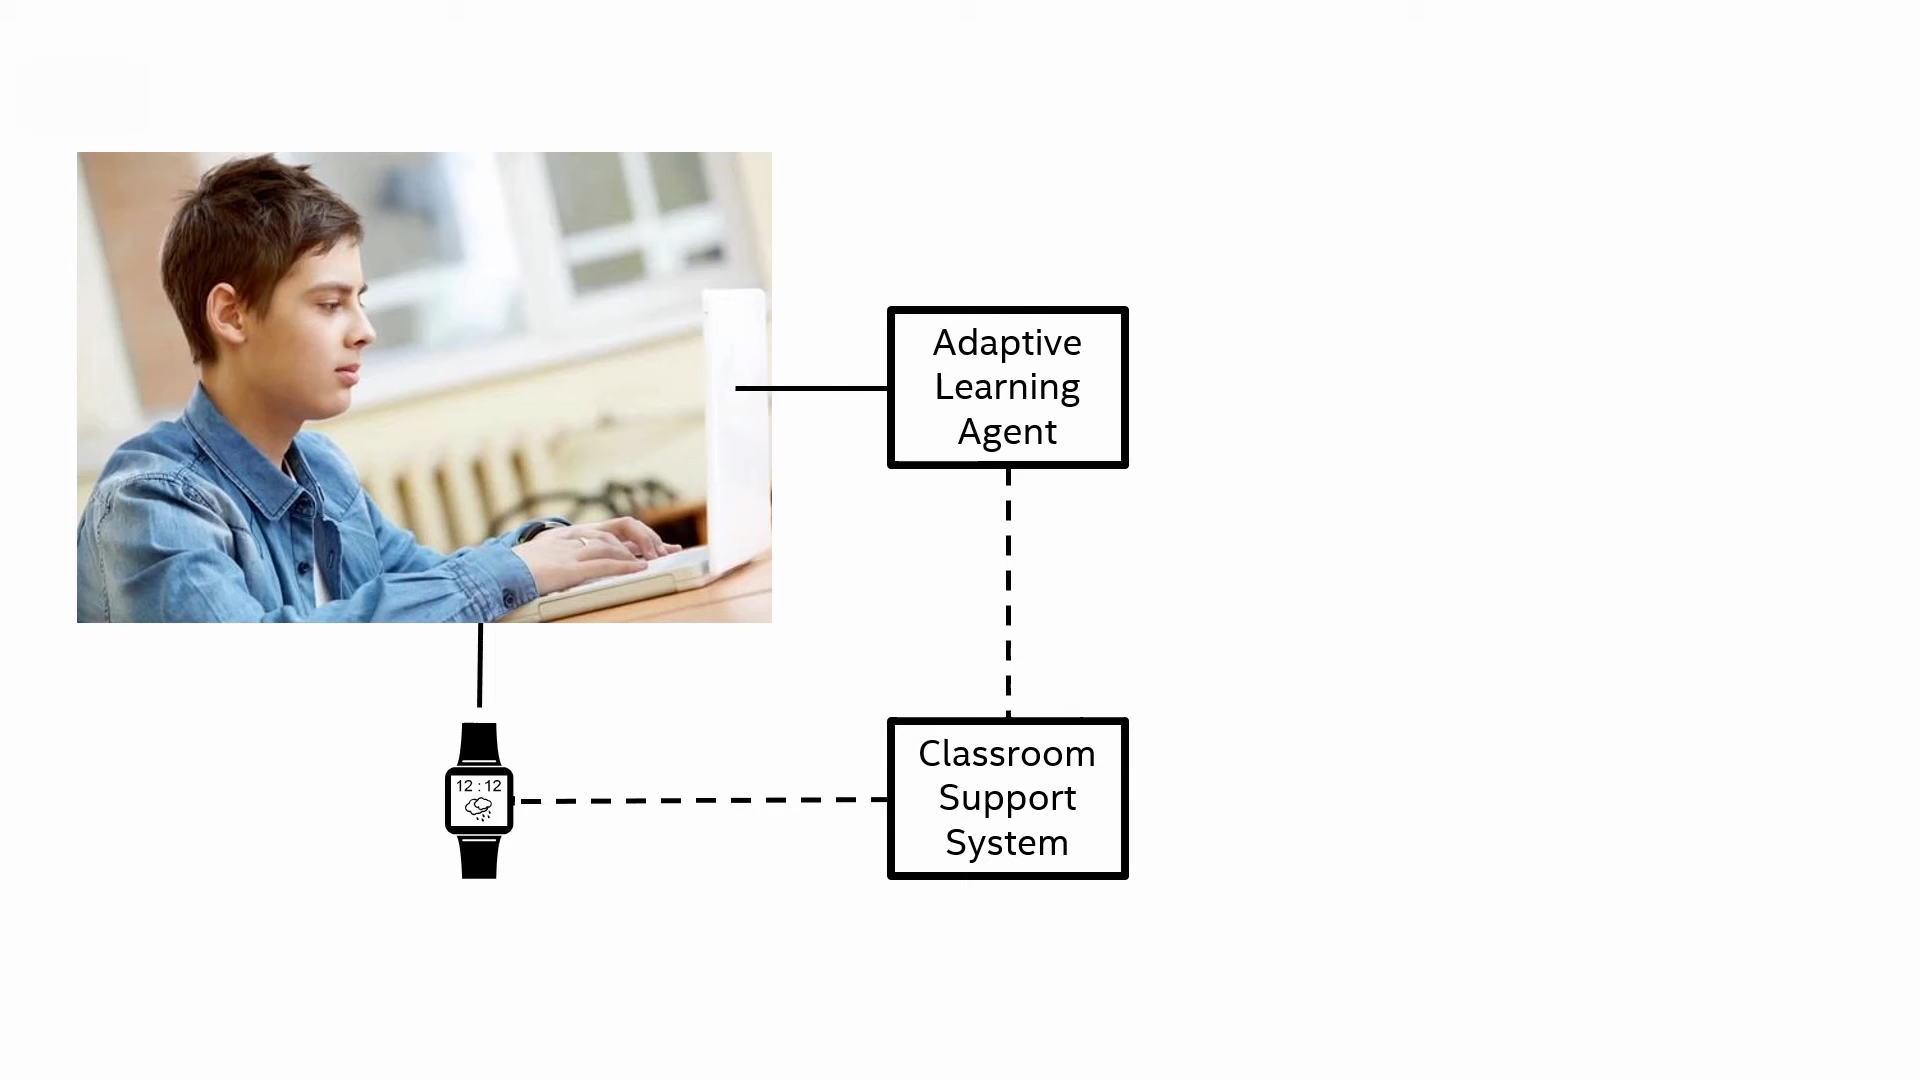 Adaptive
Learning
Agent
12:12
Classroom
Support
System